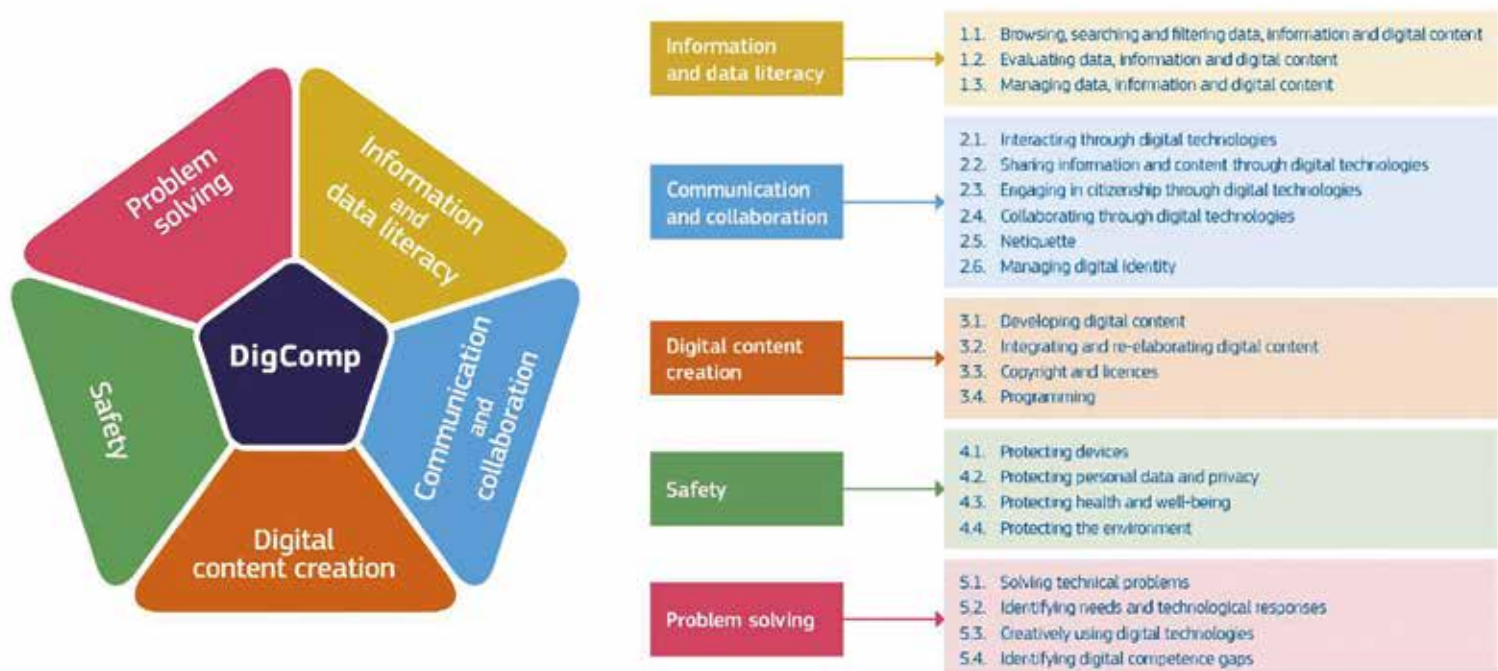 Problem
solving
Information
and
data literacy
DigComp
Safety
Communication
and
collaboration
Digital
content creation
Information
and data literacy
1.1. Browsing, searching and filtering data, information and digital content
1.2. Evaluating data, information and digital content
1.3. Managing data, information and digital content
Communication
and collaboration
2.1. Interacting through digital technologies
2.2. Sharing information and content through digital technologies
2.3. Engaging in citizenship through digital technologies
2.4. Collaborating through digital technologies
2.5. Netiquette
2.6. Managing digital identity
Digital content
creation
3.1. Developing digital content
3.2. Integrating and re-elaborating digital content
3.3. Copyright and licences
3.4. Programming
Safety
4.1. Protecting devices
4.2. Protecting personal data and privacy
4.3. Protecting health and well-being
4.4. Protecting the environment
Problem solving
5.1. Solving technical problems
5.2. Identifying needs and technological responses
5.3. Creatively using digital technologies
5.4. Identifying digital competence gaps